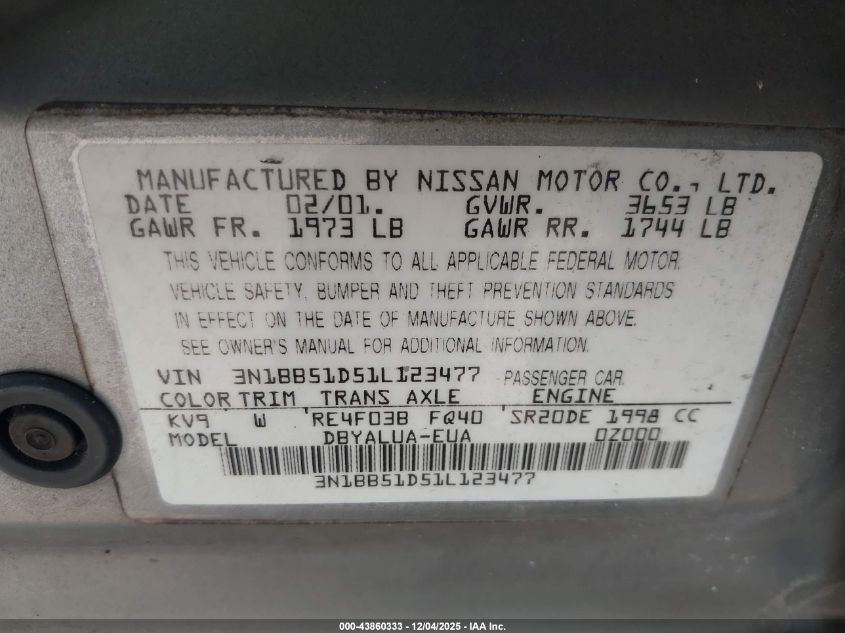 MANUFACTURED BY NISSAN MOTOR CO., LTD.
DATE 02/01. GVWR. 3653 LB
GAWR FR. 1973 LB GAWR RR. 1744 LB
THIS VEHICLE CONFORMS TO ALL APPLICABLE FEDERAL MOTOR
VEHICLE SAFETY, BUMPER AND THEFT PREVENTION STANDARDS
IN EFFECT ON THE DATE OF MANUFACTURE SHOWN ABOVE.
SEE OWNER'S MANUAL FOR ADDITIONAL INFORMATION.
VIN 3N1BB51D51L123477 PASSENGER CAR
COLOR TRIM TRANS AXLE ENGINE
KV9 W RE4F03B FQ40 SR20DE 1998 CC
MODEL DBYALUA-EUA 0Z000
3N1BB51D51L123477
000-43860333 - 12/04/2025 - IAA Inc.